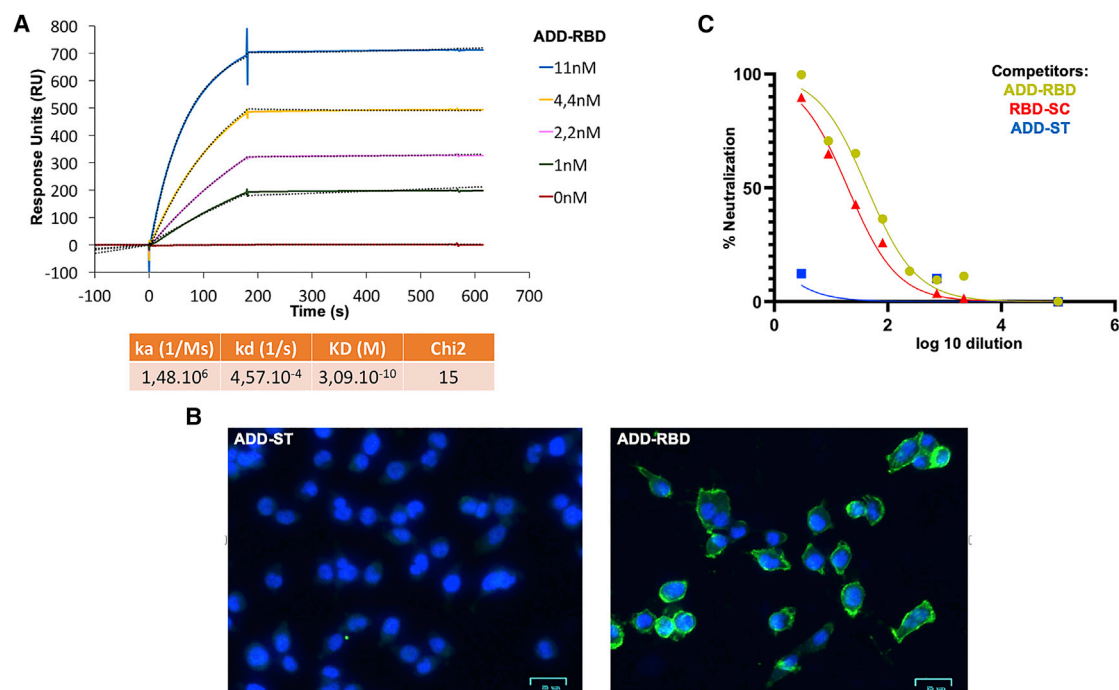 A
800
700
600
500
400
300
200
100
0
-100
Response Units (RU)
-100 0 100 200 300 400 500 600 700
Time (s)
ADD-RBD
11nM
4,4nM
2,2nM
1nM
0nM
ka (1/Ms) kd (1/s) KD (M) Chi2
1,48.10⁶ 4,57.10⁻⁴ 3,09.10⁻¹⁰ 15
C
Competitors:
ADD-RBD
RBD-SC
ADD-ST
100
50
0
% Neutralization
0 2 4 6
log 10 dilution
B
ADD-ST
ADD-RBD